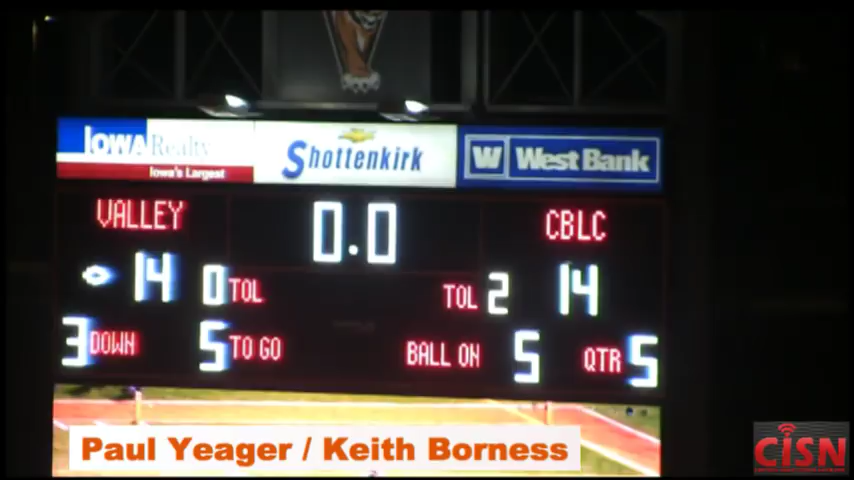 IOWA Realty
Iowa's Largest
Shottenkirk
W West Bank
VALLEY 0.0 CBLC
14 0 TOL TOL 2 14
3 DOWN 5 TO GO BALL ON 5 QTR 5
Paul Yeager / Keith Borness
CISN